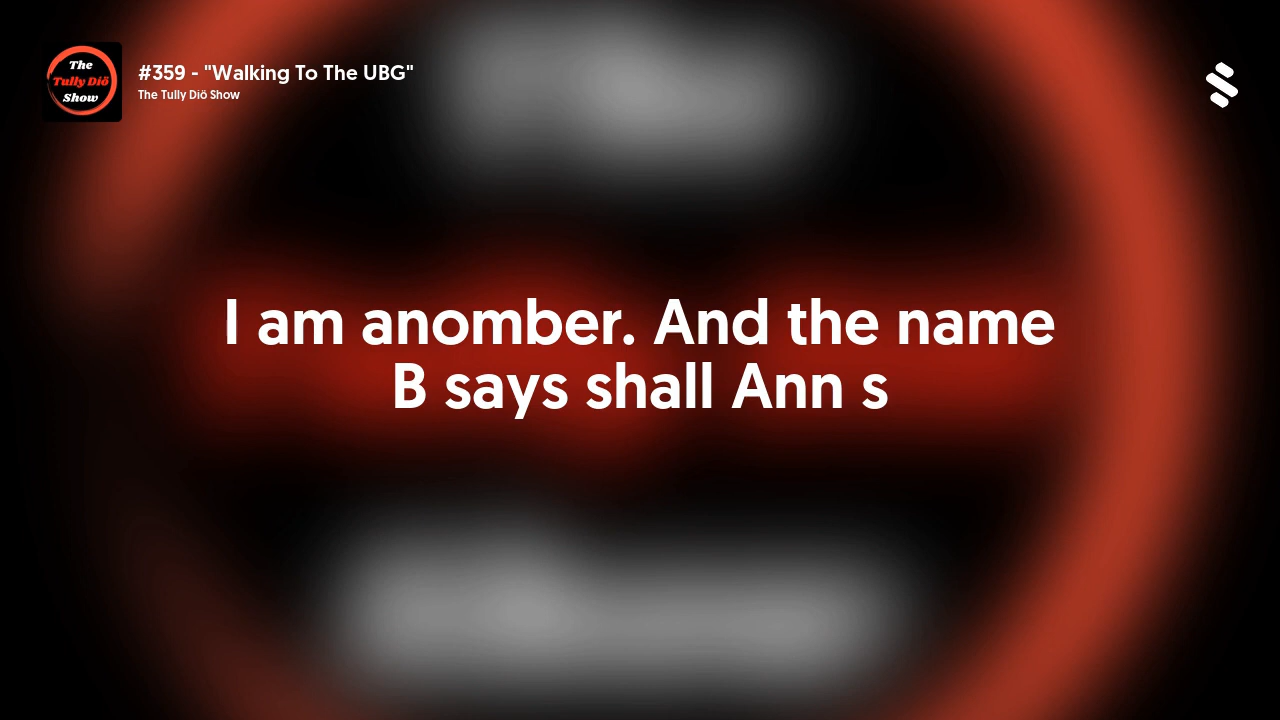 The
Tully Diö
Show
#359 - "Walking To The UBG"
The Tully Diö Show
I am anomber. And the name
B says shall Ann s